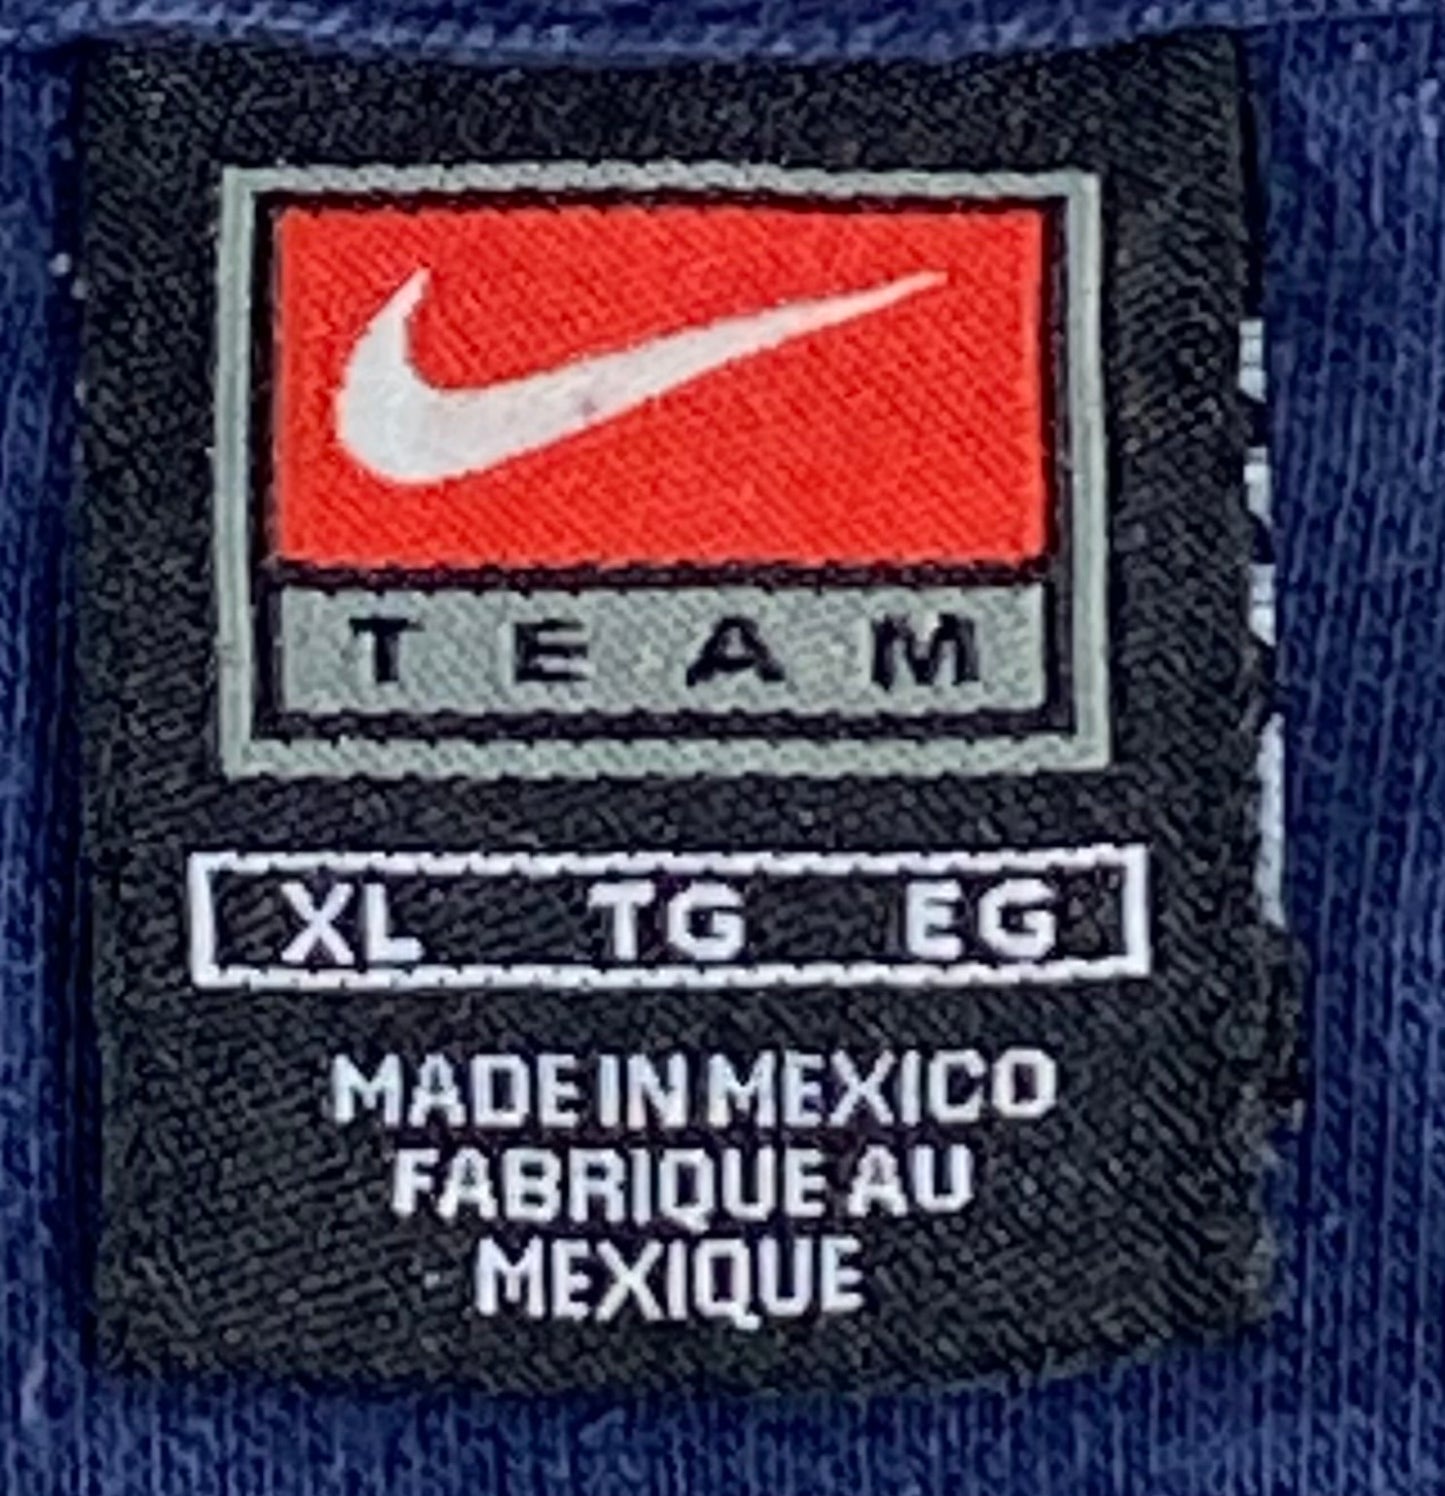 TEAM
XL TG EG
MADE IN MEXICO
FABRIQUE AU
MEXIQUE